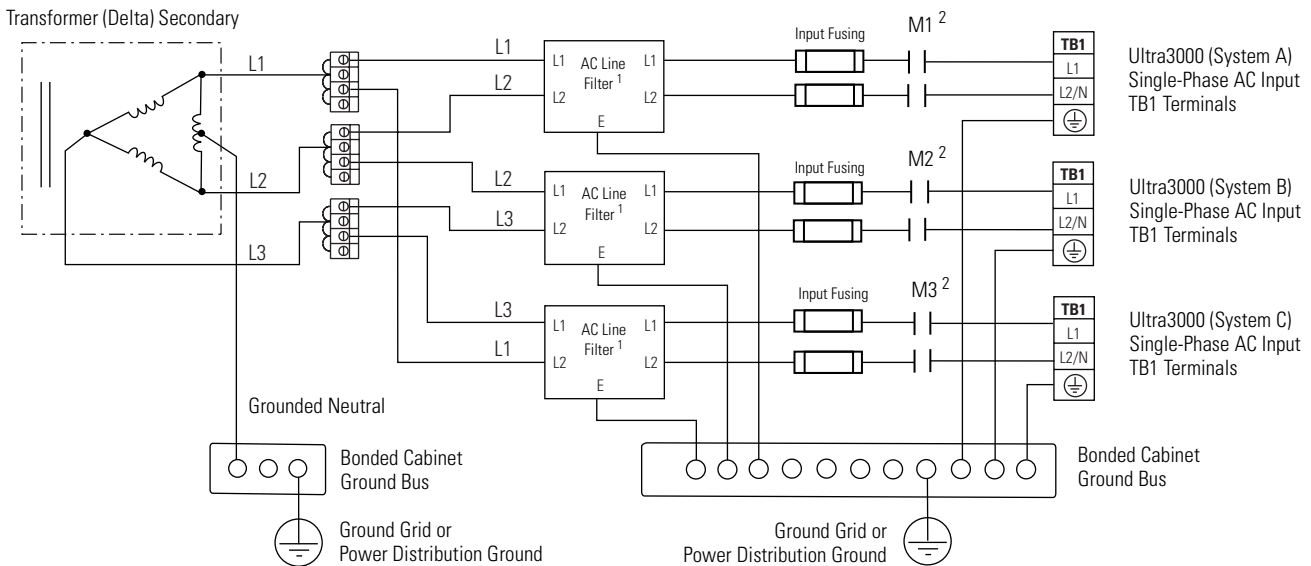 Transformer (Delta) Secondary
L1
L2
L3
L1
L2
L2
L3
L3
L1
L1 AC Line L1
Filter 1
L2 L2
E
L1 AC Line L1
Filter 1
L2 L2
E
L1 AC Line L1
Filter 1
L2 L2
E
Input Fusing
M1 2
Input Fusing
M2 2
Input Fusing
M3 2
TB1
L1
L2/N
Ultra3000 (System A)
Single-Phase AC Input
TB1 Terminals
TB1
L1
L2/N
Ultra3000 (System B)
Single-Phase AC Input
TB1 Terminals
TB1
L1
L2/N
Ultra3000 (System C)
Single-Phase AC Input
TB1 Terminals
Grounded Neutral
Bonded Cabinet
Ground Bus
Ground Grid or
Power Distribution Ground
Bonded Cabinet
Ground Bus
Ground Grid or
Power Distribution Ground